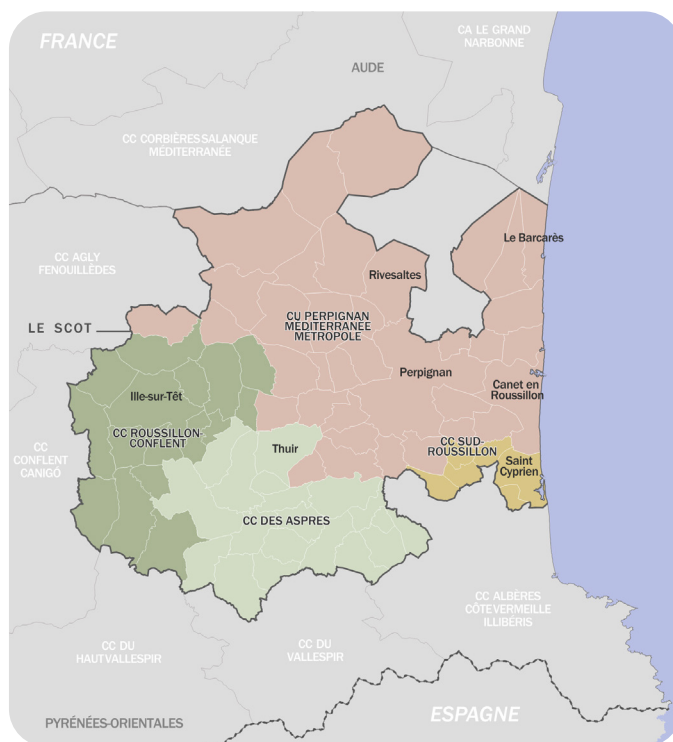 FRANCE
CA LE GRAND
NARBONNE
AUDE
CC CORBIÈRES SALANQUE
MÉDITERRANÉE
Le Barcarès
CC AGLY
FENOUILLÈDES
Rivesaltes
CU PERPIGNAN
MÉDITERRANÉE
MÉTROPOLE
LE SCOT
Perpignan
Canet en
Roussillon
Ille-sur-Têt
CC ROUSSILLON-
CONFLENT
Thuir
CC SUD-
ROUSSILLON
Saint
Cyprien
CC
CONFLENT
CANIGÓ
CC DES ASPRES
CC ALBÈRES
CÔTE VERMEILLE
ILLIBÉRIS
CC DU
HAUT VALLESPIR
CC DU
VALLESPIR
ESPAGNE
PYRÉNÉES-ORIENTALES